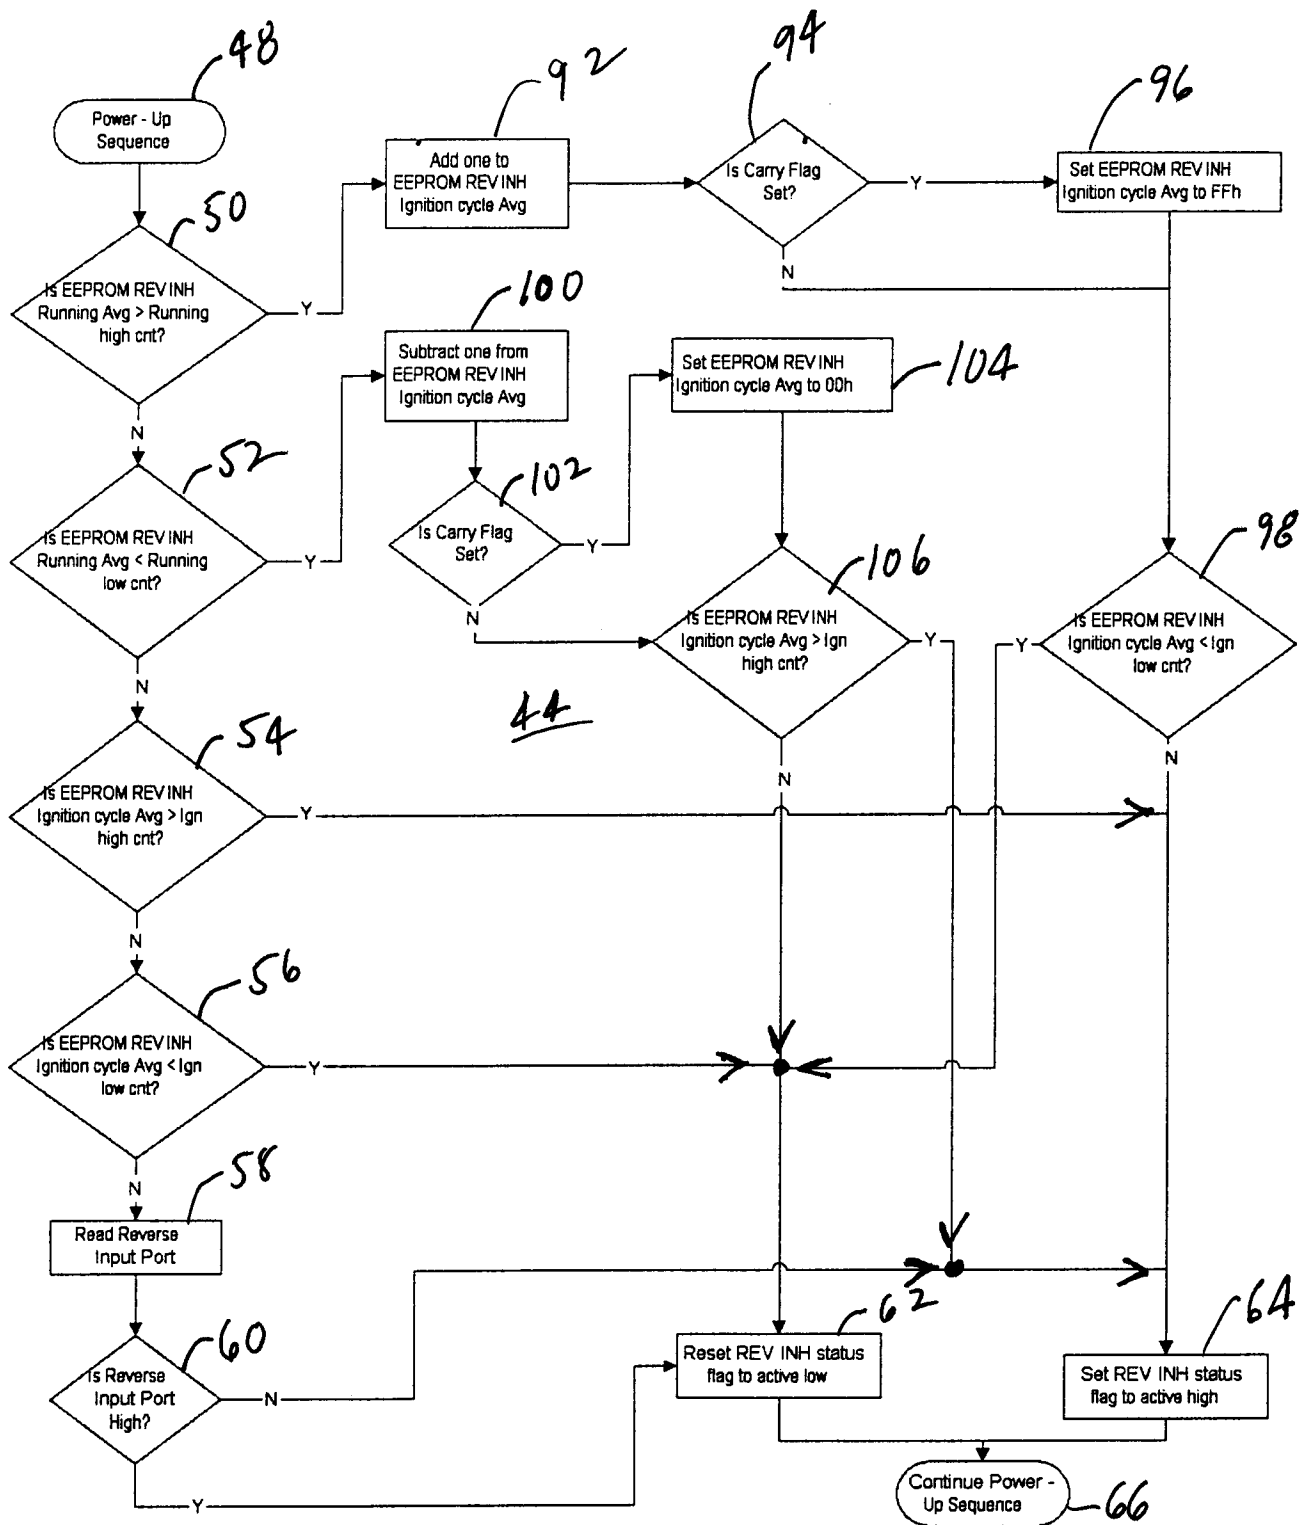 48
Power - Up
Sequence
92
Add one to
EEPROM REV INH
Ignition cycle Avg
94
Is Carry Flag
Set?
Y
N
96
Set EEPROM REV INH
Ignition cycle Avg to FFh
50
Is EEPROM REV INH
Running Avg > Running
high cnt?
Y
N
100
Subtract one from
EEPROM REV INH
Ignition cycle Avg
Set EEPROM REV INH
Ignition cycle Avg to 00h
104
52
Is EEPROM REV INH
Running Avg < Running
low cnt?
Y
N
102
Is Carry Flag
Set?
Y
N
106
Is EEPROM REV INH
Ignition cycle Avg > Ign
high cnt?
Y
N
98
Is EEPROM REV INH
Ignition cycle Avg < Ign
low cnt?
Y
N
44
54
Is EEPROM REV INH
Ignition cycle Avg > Ign
high cnt?
Y
N
56
Is EEPROM REV INH
Ignition cycle Avg < Ign
low cnt?
Y
N
58
Read Reverse
Input Port
60
Is Reverse
Input Port
High?
N
Y
62
Reset REV INH status
flag to active low
64
Set REV INH status
flag to active high
Continue Power -
Up Sequence
66